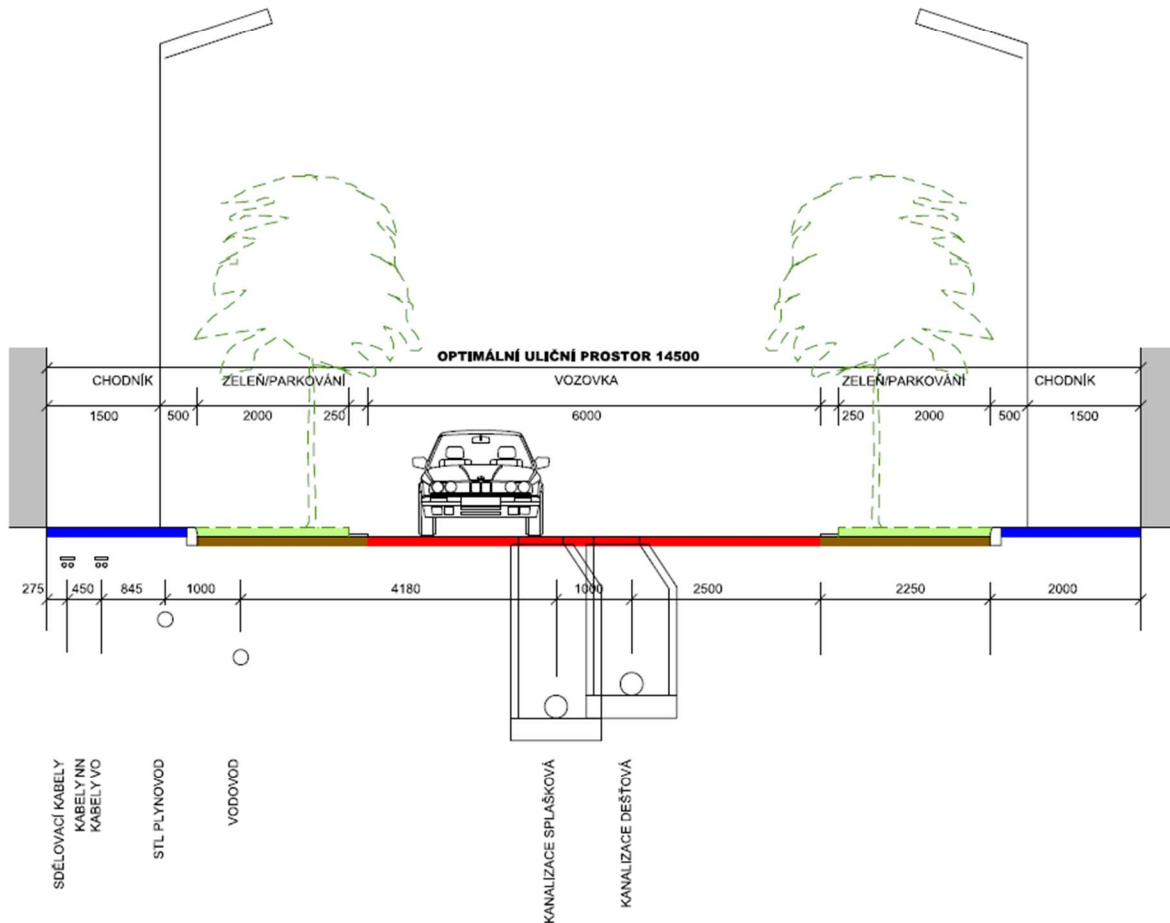 OPTIMÁLNÍ ULIČNÍ PROSTOR 14500
CHODNÍK ZELEŇ/PARKOVÁNÍ VOZOVKA ZELEŇ/PARKOVÁNÍ CHODNÍK
1500 500 2000 250 6000 250 2000 500 1500
275 450 845 1000 4180 1000 2500 2250 2000
SDĚLOVACÍ KABELY
KABELY NN
KABELY VO
STL PLYNOVOD
VODOVOD
KANALIZACE SPLAŠKOVÁ
KANALIZACE DEŠŤOVÁ